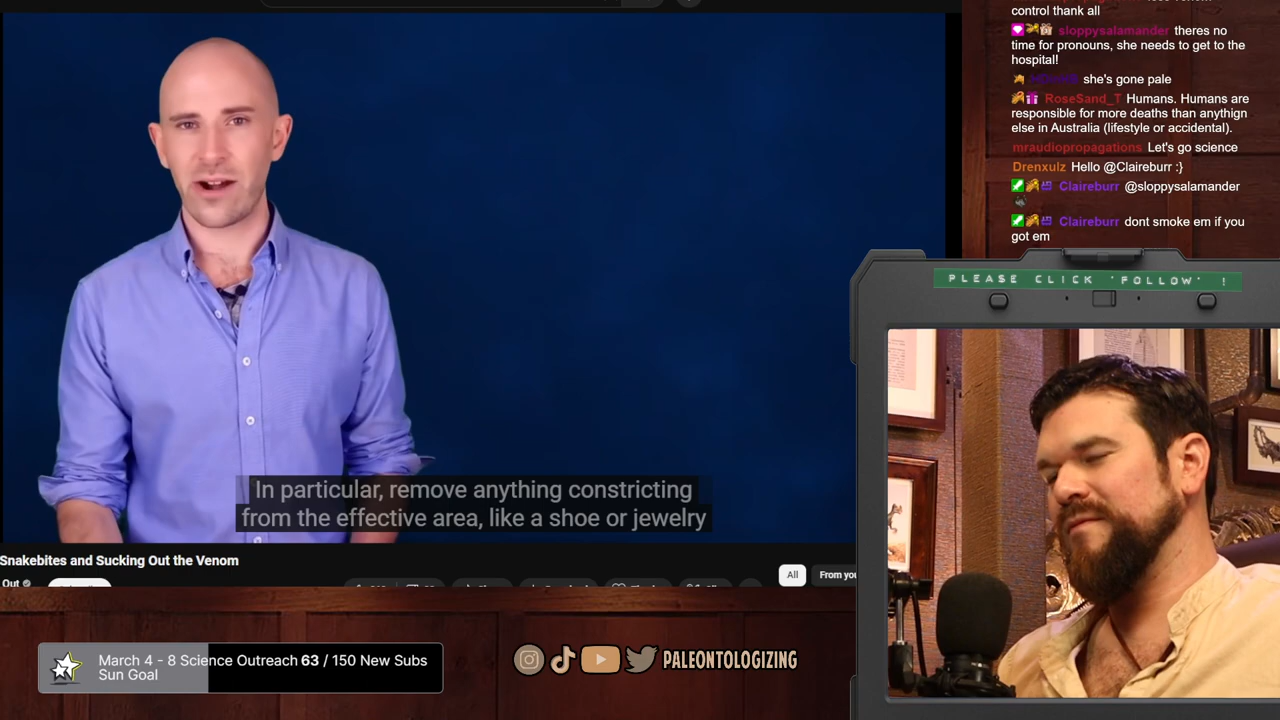 control thank all
sloppysalamander theres no
time for pronouns, she needs to get to the
hospital!
she's gone pale
RoseSand_T Humans. Humans are
responsible for more deaths than anythign
else in Australia (lifestyle or accidental).
mraudiopropagations Let's go science
Drenxulz Hello @Claireburr :}
Claireburr @sloppysalamander
Claireburr dont smoke em if you
got em
PLEASE CLICK 'FOLLOW' !
In particular, remove anything constricting
from the effective area, like a shoe or jewelry
Snakebites and Sucking Out the Venom
Out
All
From you
March 4 - 8 Science Outreach 63 / 150 New Subs
Sun Goal
PALEONTOLOGIZING